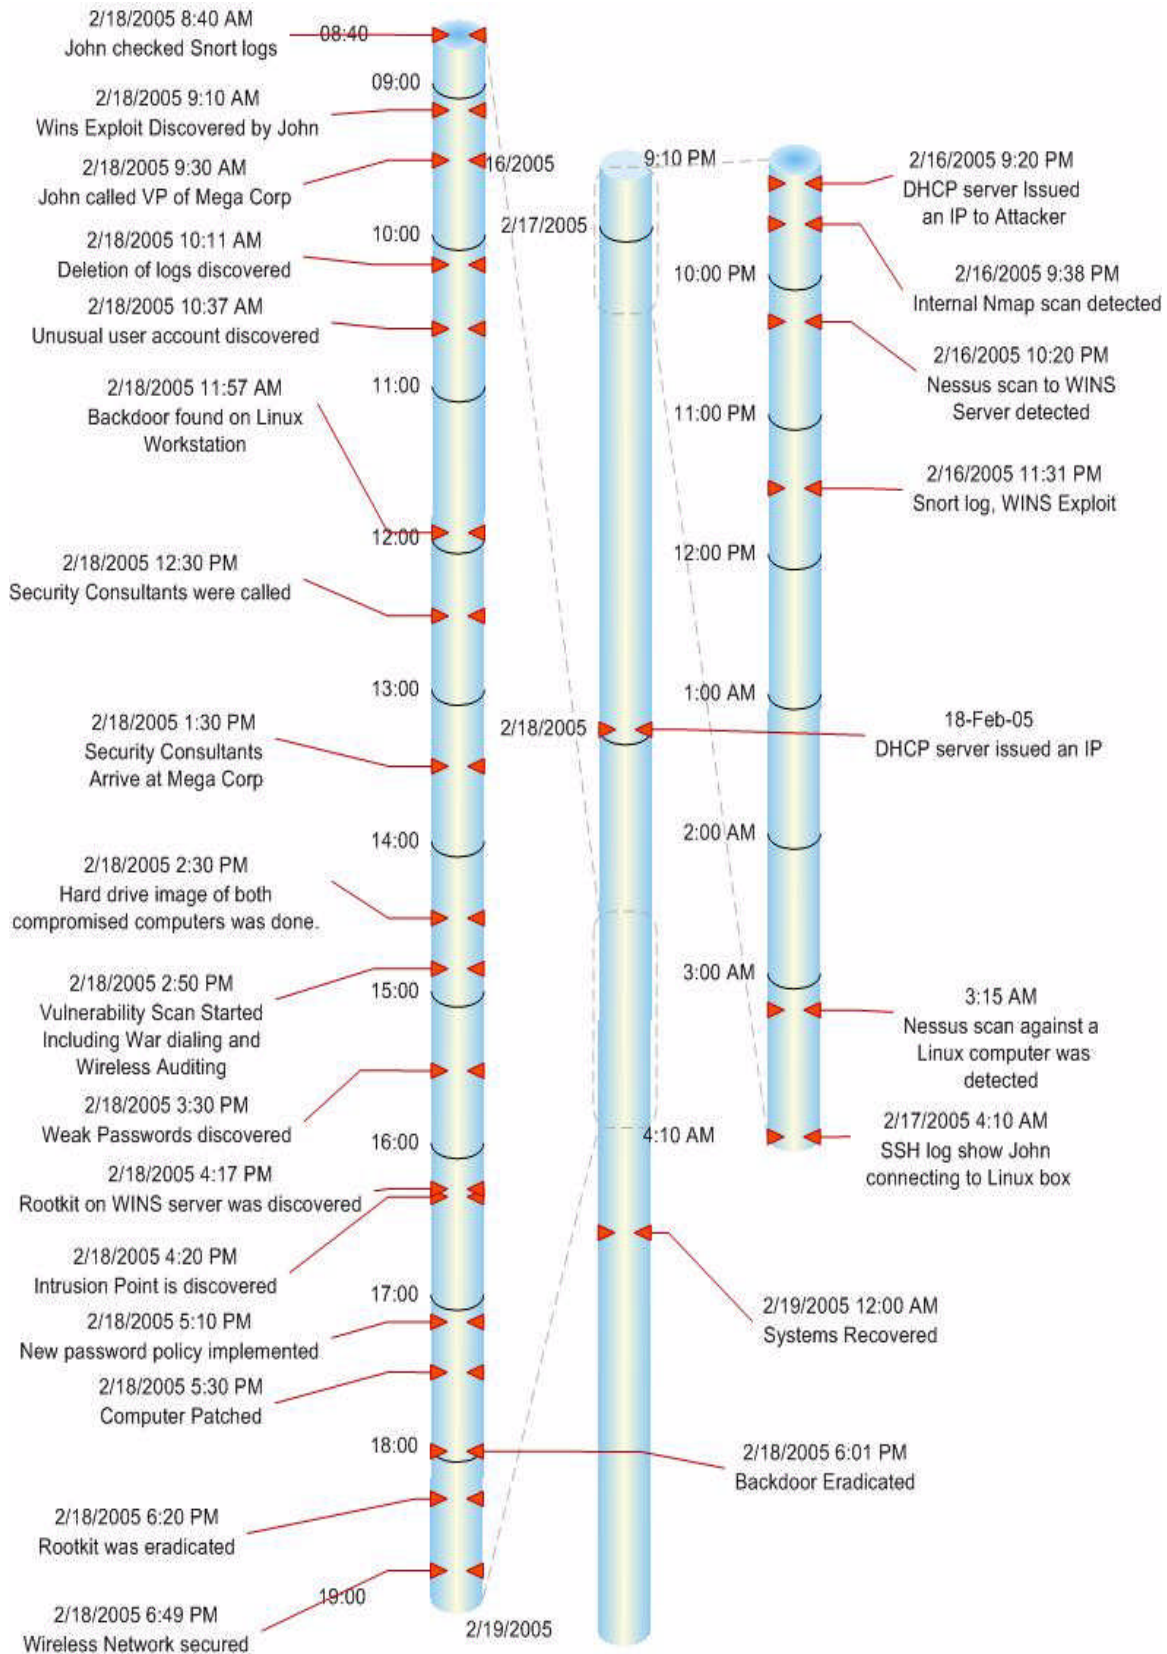 2/18/2005 8:40 AM
John checked Snort logs
2/18/2005 9:10 AM
Wins Exploit Discovered by John
2/18/2005 9:30 AM
John called VP of Mega Corp
2/18/2005 10:11 AM
Deletion of logs discovered
2/18/2005 10:37 AM
Unusual user account discovered
2/18/2005 11:57 AM
Backdoor found on Linux
Workstation
2/18/2005 12:30 PM
Security Consultants were called
2/18/2005 1:30 PM
Security Consultants
Arrive at Mega Corp
2/18/2005 2:30 PM
Hard drive image of both
compromised computers was done.
2/18/2005 2:50 PM
Vulnerability Scan Started
Including War dialing and
Wireless Auditing
2/18/2005 3:30 PM
Weak Passwords discovered
2/18/2005 4:17 PM
Rootkit on WINS server was discovered
2/18/2005 4:20 PM
Intrusion Point is discovered
2/18/2005 5:10 PM
New password policy implemented
2/18/2005 5:30 PM
Computer Patched
2/18/2005 6:20 PM
Rootkit was eradicated
2/18/2005 6:49 PM
Wireless Network secured
08:40
09:00
10:00
11:00
12:00
13:00
14:00
15:00
16:00
17:00
18:00
19:00
16/2005
2/17/2005
2/18/2005
2/19/2005
9:10 PM
10:00 PM
11:00 PM
12:00 PM
1:00 AM
2:00 AM
3:00 AM
4:10 AM
2/16/2005 9:20 PM
DHCP server Issued
an IP to Attacker
2/16/2005 9:38 PM
Internal Nmap scan detected
2/16/2005 10:20 PM
Nessus scan to WINS
Server detected
2/16/2005 11:31 PM
Snort log, WINS Exploit
18-Feb-05
DHCP server issued an IP
3:15 AM
Nessus scan against a
Linux computer was
detected
2/17/2005 4:10 AM
SSH log show John
connecting to Linux box
2/19/2005 12:00 AM
Systems Recovered
2/18/2005 6:01 PM
Backdoor Eradicated